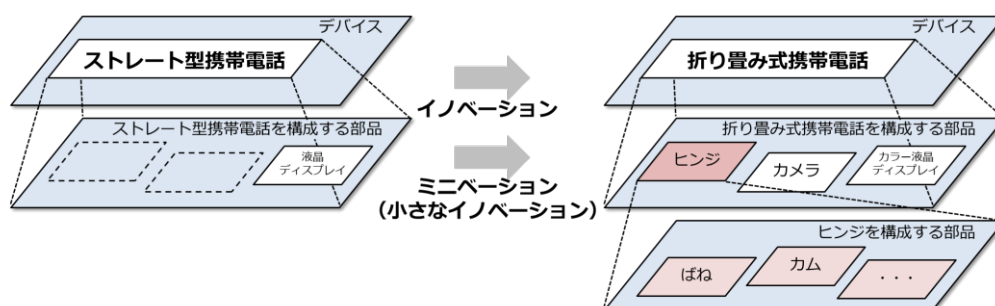 デバイス
ストレート型携帯電話
ストレート型携帯電話を構成する部品
液晶
ディスプレイ
イノベーション
ミニベーション
（小さなイノベーション）
デバイス
折り畳み式携帯電話
折り畳み式携帯電話を構成する部品
ヒンジ
カメラ
カラー液晶
ディスプレイ
ヒンジを構成する部品
ばね
カム
・・・